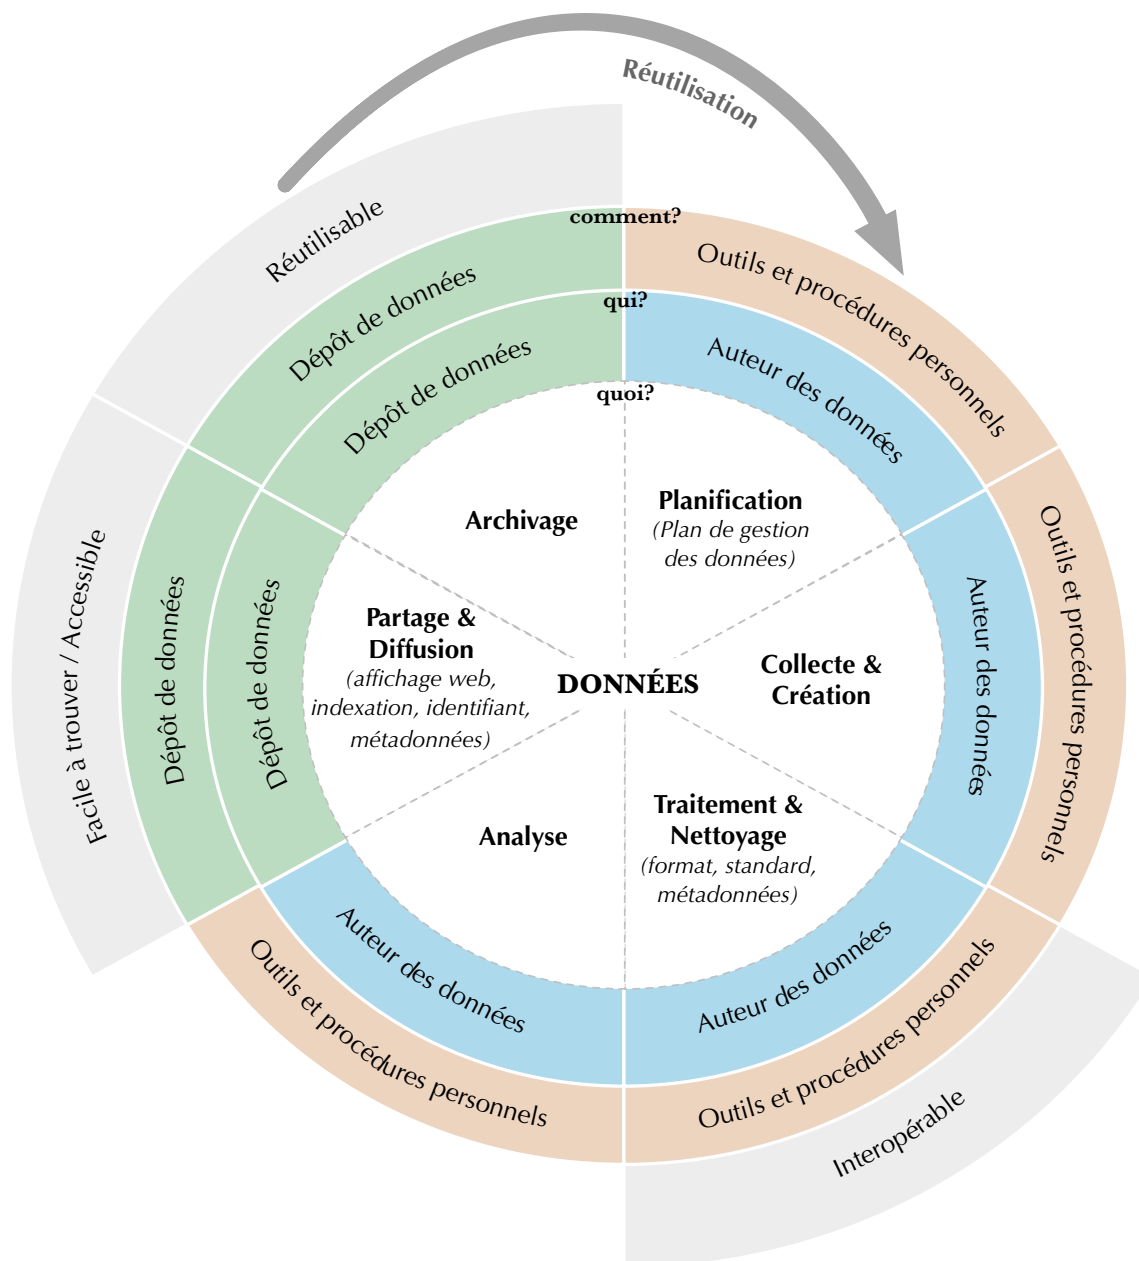 Réutilisation
Réutilisable
comment?
Dépôt de données
Outils et procédures personnels
qui?
Dépôt de données
Auteur des données
quoi?
Archivage
Planification
(Plan de gestion
des données)
Facile à trouver / Accessible
Dépôt de données
Dépôt de données
Partage &
Diffusion
(affichage web,
indexation, identifiant,
métadonnées)
DONNÉES
Collecte &
Création
Auteur des données
Outils et procédures personnels
Analyse
Traitement &
Nettoyage
(format, standard,
métadonnées)
Auteur des données
Auteur des données
Outils et procédures personnels
Outils et procédures personnels
Interopérable